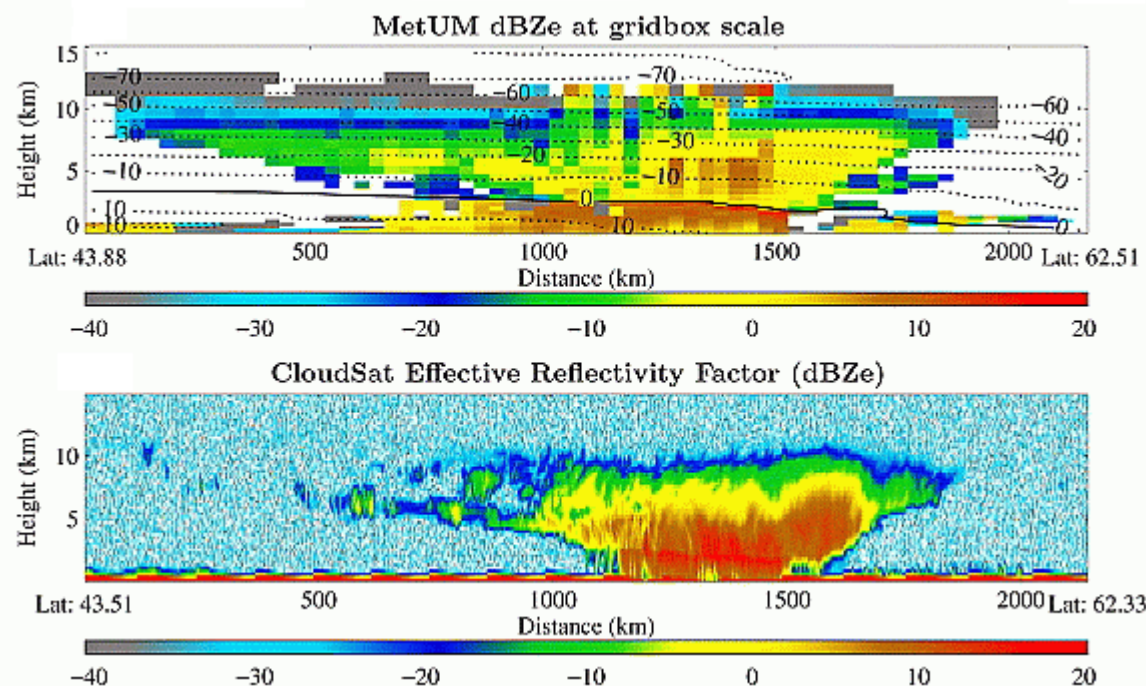 MetUM dBZe at gridbox scale
15
10
5
0
Height (km)
−70 −70
−60 −60
−50 −50
−40 −40
−30 −30
−20 −20
−10 −10
0 0
10 10
10
500 1000 1500 2000
Lat: 43.88 Lat: 62.51
Distance (km)
−40 −30 −20 −10 0 10 20
CloudSat Effective Reflectivity Factor (dBZe)
10
5
Height (km)
500 1000 1500 2000
Lat: 43.51 Lat: 62.33
Distance (km)
−40 −30 −20 −10 0 10 20